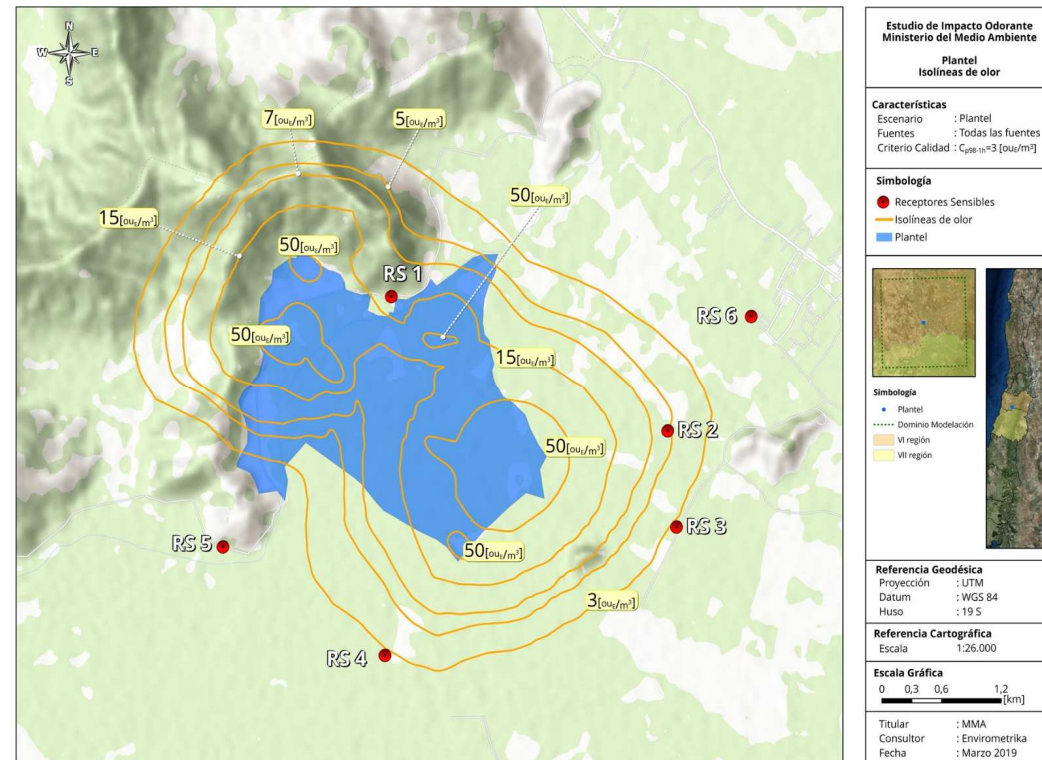 N
W E
S
7[ouE/m³]
5[ouE/m³]
50[ouE/m³]
15[ouE/m³]
50[ouE/m³]
RS 1
RS 6
50[ouE/m³]
15[ouE/m³]
RS 2
50[ouE/m³]
RS 3
RS 5
50[ouE/m³]
3[ouE/m³]
RS 4
Estudio de Impacto Odorante
Ministerio del Medio Ambiente
Plantel
Isolíneas de olor
Características
Escenario : Plantel
Fuentes : Todas las fuentes
Criterio Calidad : Cp98-1h=3 [ouE/m³]
Simbología
Receptores Sensibles
Isolíneas de olor
Plantel
Simbología
Plantel
Dominio Modelación
VI región
VII región
Referencia Geodésica
Proyección : UTM
Datum : WGS 84
Huso : 19 S
Referencia Cartográfica
Escala 1:26.000
Escala Gráfica
0 0,3 0,6 1,2
[km]
Titular : MMA
Consultor : Envirometrika
Fecha : Marzo 2019